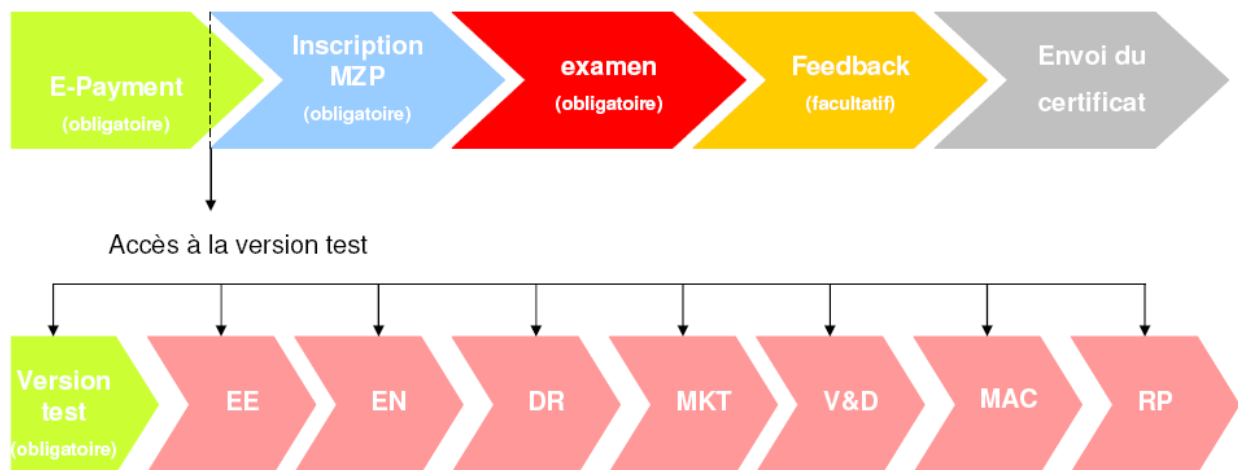 E-Payment
(obligatoire)
Inscription
MZP
(obligatoire)
examen
(obligatoire)
Feedback
(facultatif)
Envoi du
certificat
Accès à la version test
Version
test
(obligatoire)
EE
EN
DR
MKT
V&D
MAC
RP